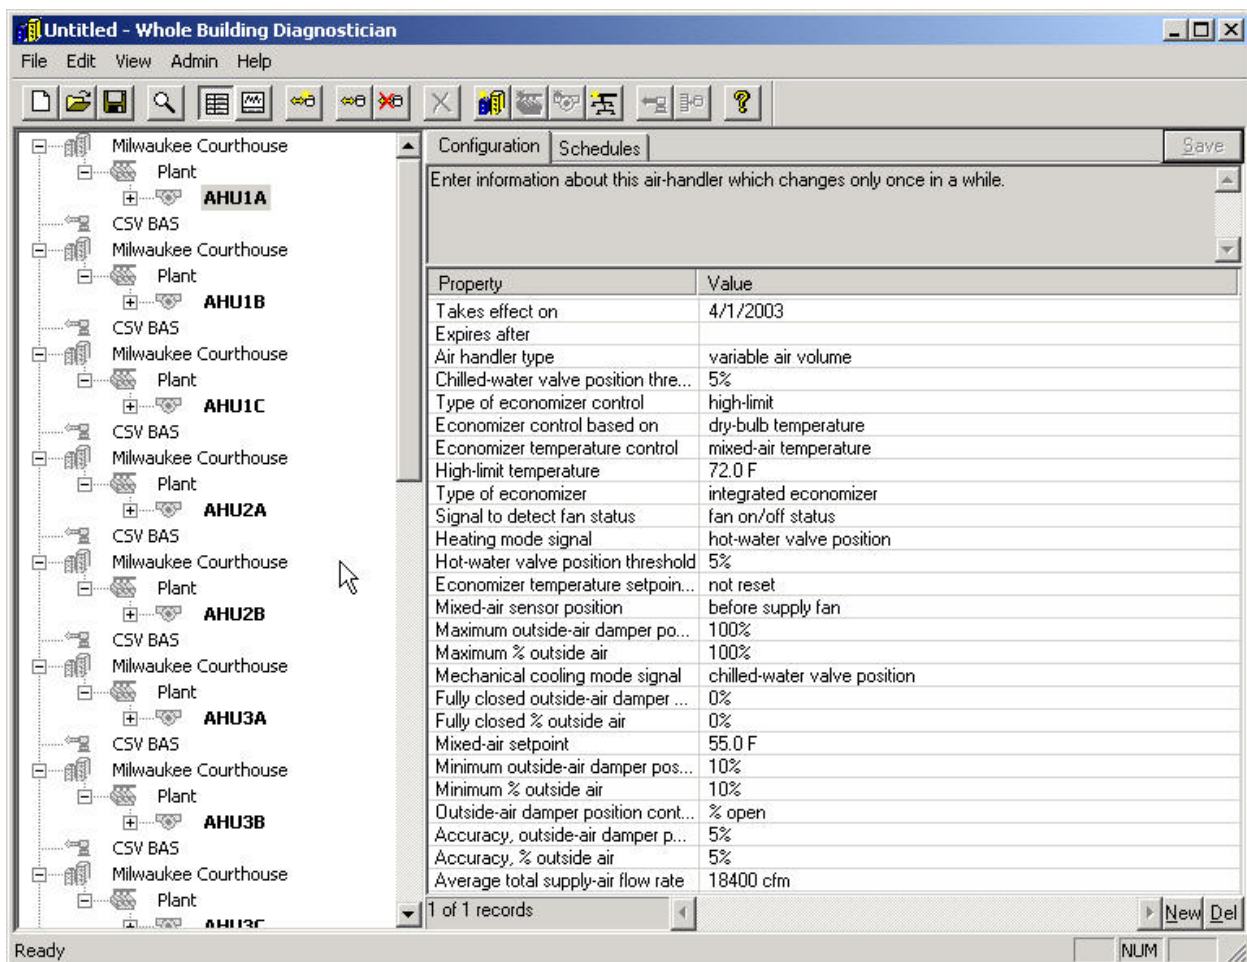 Untitled - Whole Building Diagnostician
File Edit View Admin Help
Milwaukee Courthouse
Plant
AHU1A
CSV BAS
Milwaukee Courthouse
Plant
AHU1B
CSV BAS
Milwaukee Courthouse
Plant
AHU1C
CSV BAS
Milwaukee Courthouse
Plant
AHU2A
CSV BAS
Milwaukee Courthouse
Plant
AHU2B
CSV BAS
Milwaukee Courthouse
Plant
AHU3A
CSV BAS
Milwaukee Courthouse
Plant
AHU3B
CSV BAS
Milwaukee Courthouse
Plant
AHU3C
Configuration Schedules Save
Enter information about this air-handler which changes only once in a while.
Property Value
Takes effect on 4/1/2003
Expires after
Air handler type variable air volume
Chilled-water valve position thre... 5%
Type of economizer control high-limit
Economizer control based on dry-bulb temperature
Economizer temperature control mixed-air temperature
High-limit temperature 72.0 F
Type of economizer integrated economizer
Signal to detect fan status fan on/off status
Heating mode signal hot-water valve position
Hot-water valve position threshold 5%
Economizer temperature setpoin... not reset
Mixed-air sensor position before supply fan
Maximum outside-air damper po... 100%
Maximum % outside air 100%
Mechanical cooling mode signal chilled-water valve position
Fully closed outside-air damper ... 0%
Fully closed % outside air 0%
Mixed-air setpoint 55.0 F
Minimum outside-air damper pos... 10%
Minimum % outside air 10%
Outside-air damper position cont... % open
Accuracy, outside-air damper p... 5%
Accuracy, % outside air 5%
Average total supply-air flow rate 18400 cfm
1 of 1 records New Del
Ready NUM